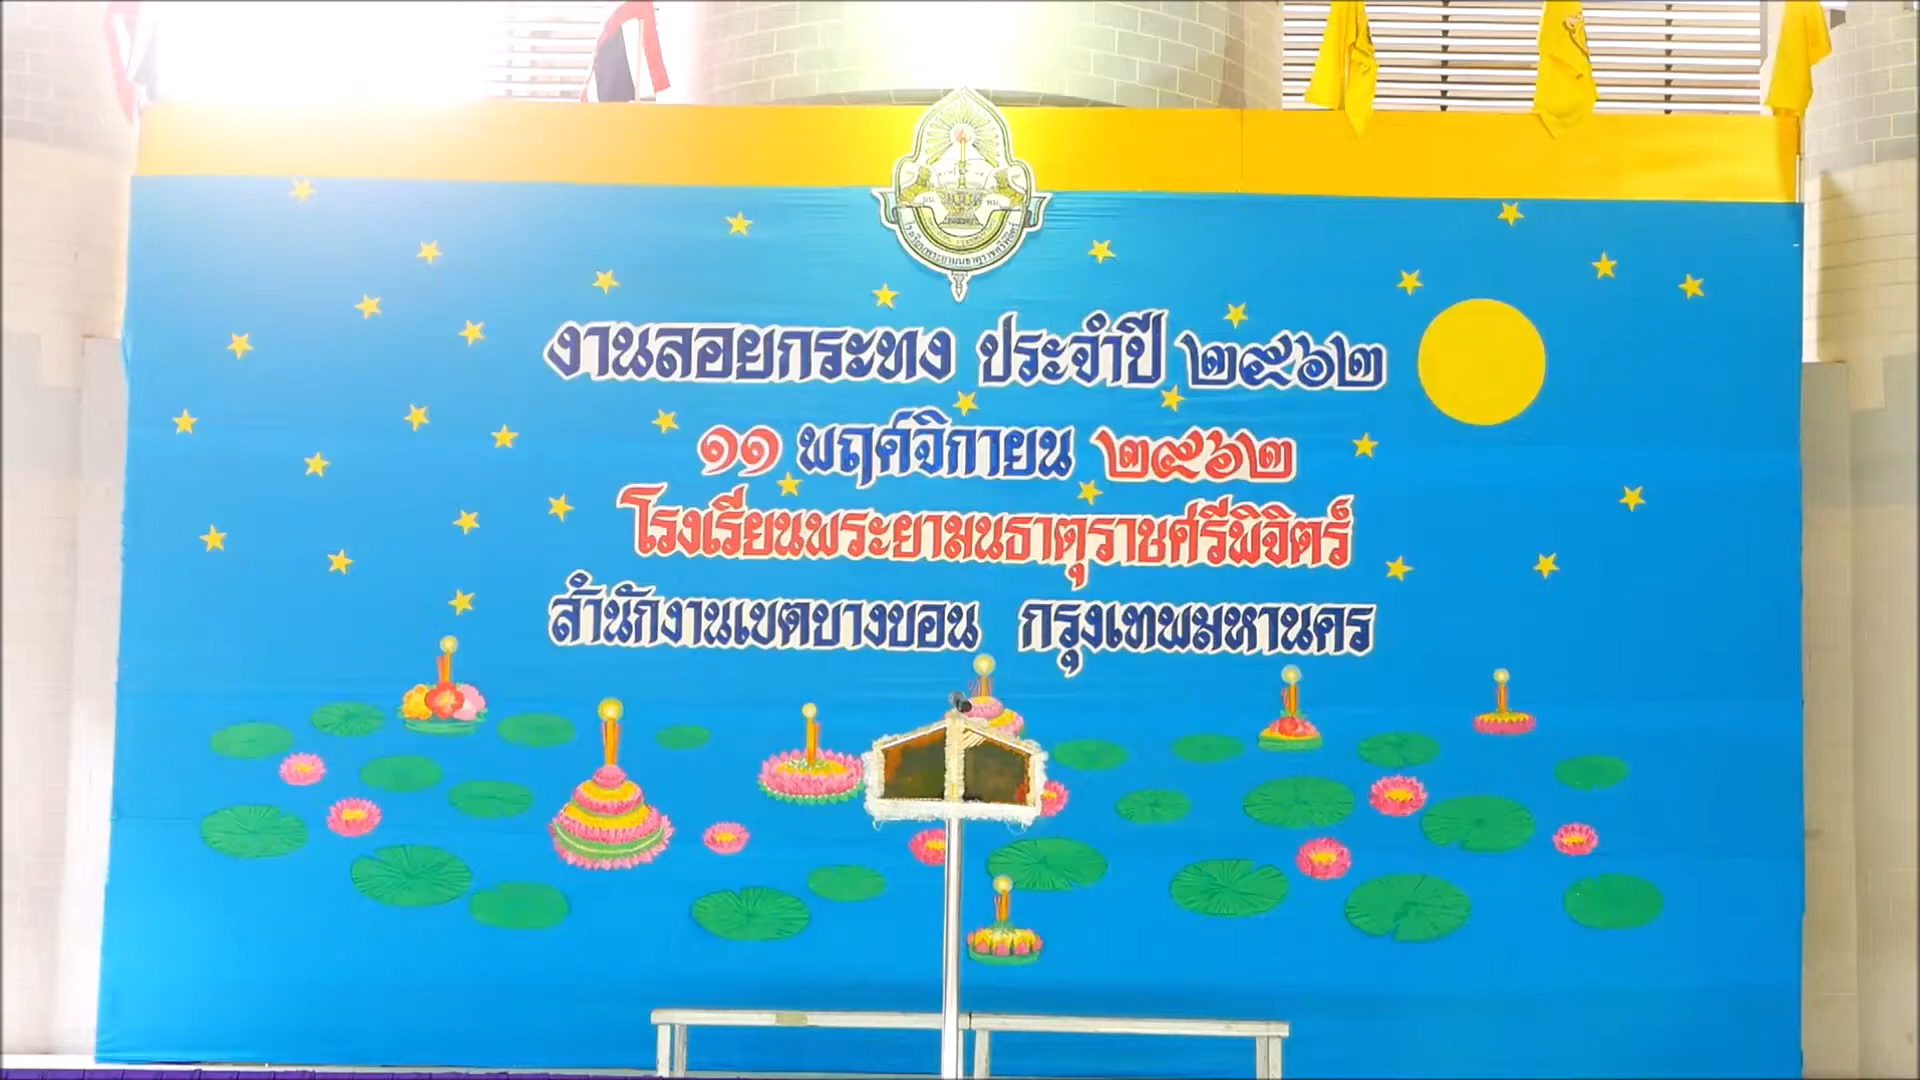 งานลอยกระทง ประจำปี ๒๕๖๒
๑๑ พฤศจิกายน ๒๕๖๒
โรงเรียนพระยามนธาตุราชศรีพิจิตร์
สำนักงานเขตบางบอน กรุงเทพมหานคร